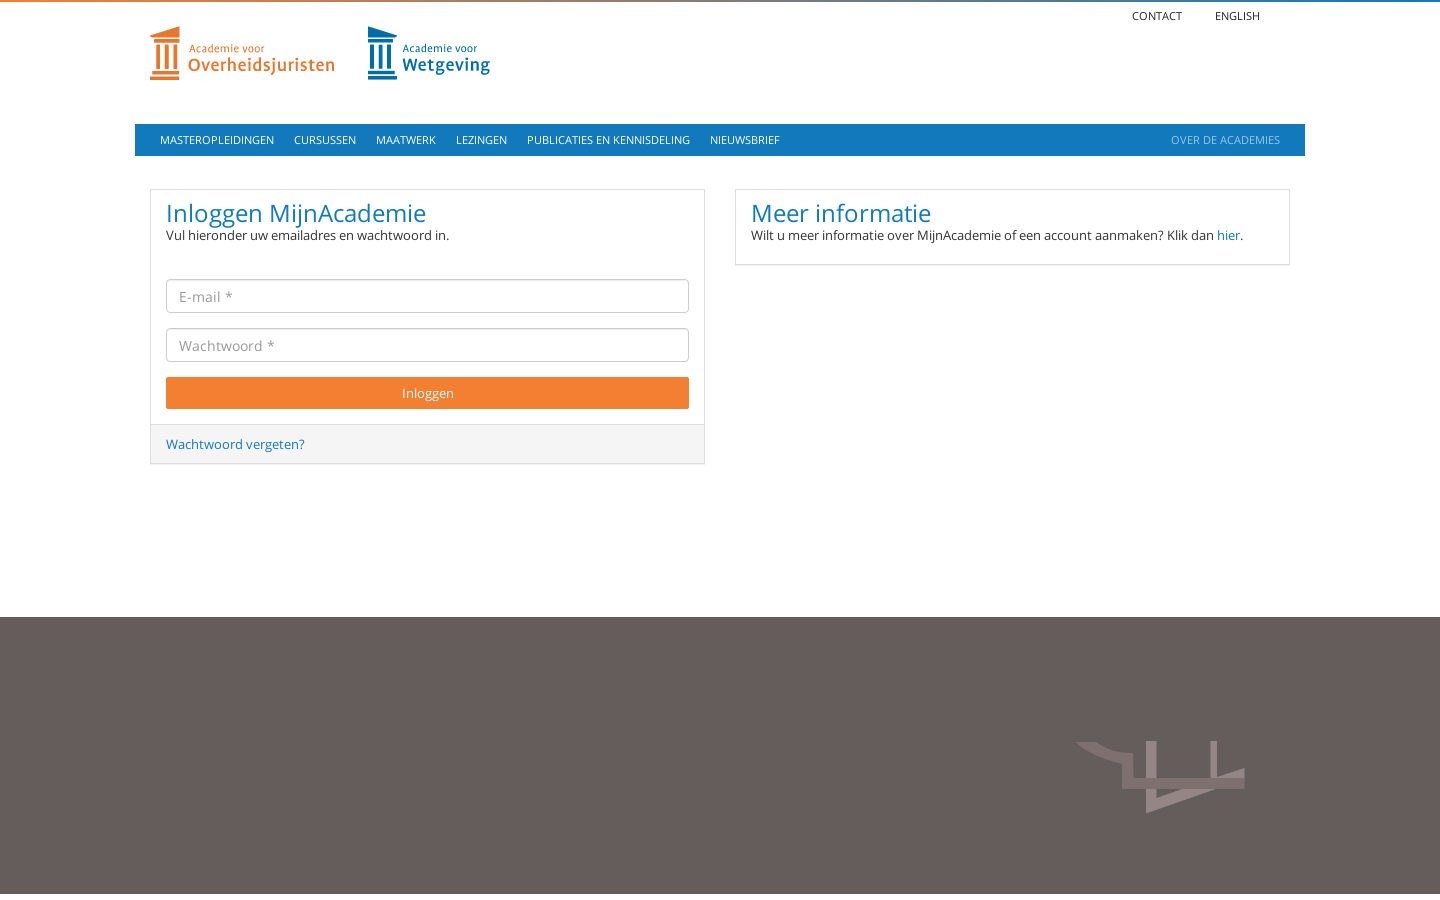 CONTACT ENGLISH
Academie voor
Overheidsjuristen
Academie voor
Wetgeving
MASTEROPLEIDINGEN CURSUSSEN MAATWERK LEZINGEN PUBLICATIES EN KENNISDELING NIEUWSBRIEF OVER DE ACADEMIES
Inloggen MijnAcademie
Vul hieronder uw emailadres en wachtwoord in.
E-mail *
Wachtwoord *
Inloggen
Wachtwoord vergeten?
Meer informatie
Wilt u meer informatie over MijnAcademie of een account aanmaken? Klik dan hier.